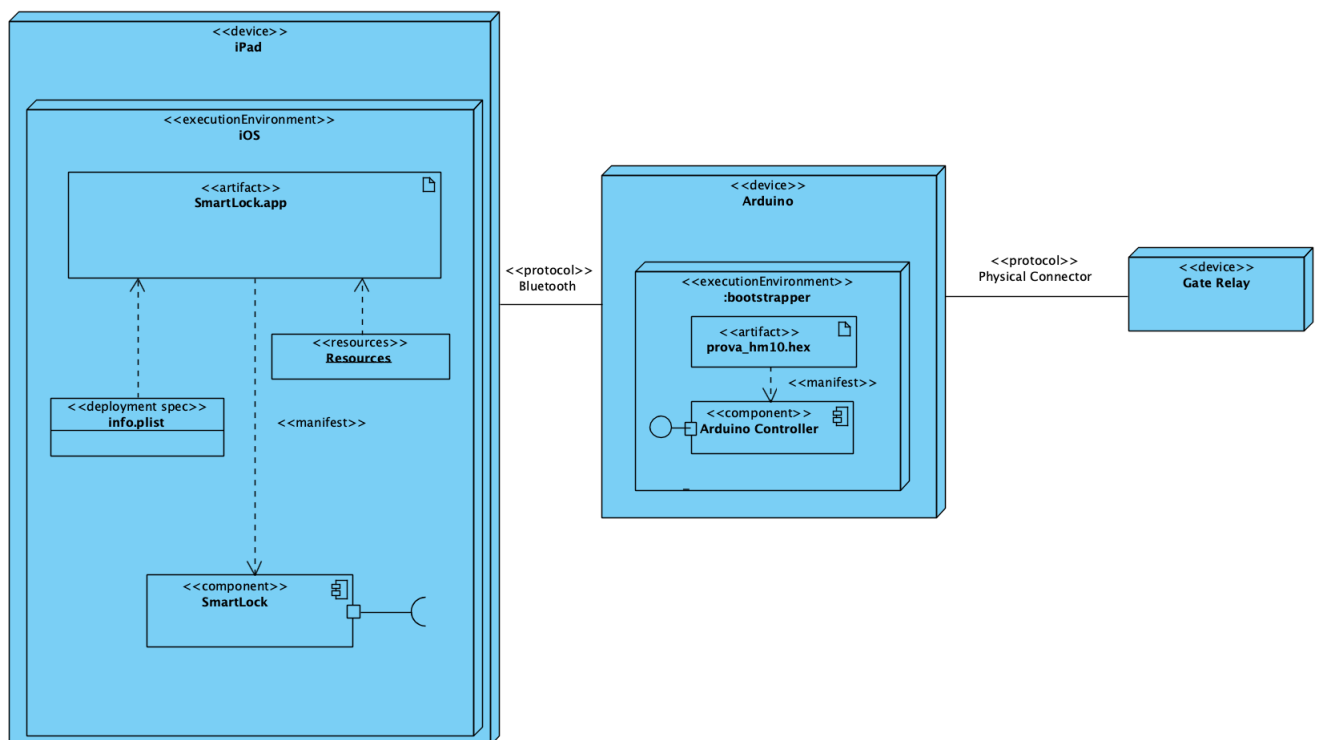 <<device>>
iPad
<<executionEnvironment>>
iOS
<<artifact>>
SmartLock.app
<<resources>>
Resources
<<deployment spec>>
info.plist
<<manifest>>
<<component>>
SmartLock
<<protocol>>
Bluetooth
<<device>>
Arduino
<<executionEnvironment>>
:bootstrapper
<<artifact>>
prova_hm10.hex
<<manifest>>
<<component>>
Arduino Controller
<<protocol>>
Physical Connector
<<device>>
Gate Relay